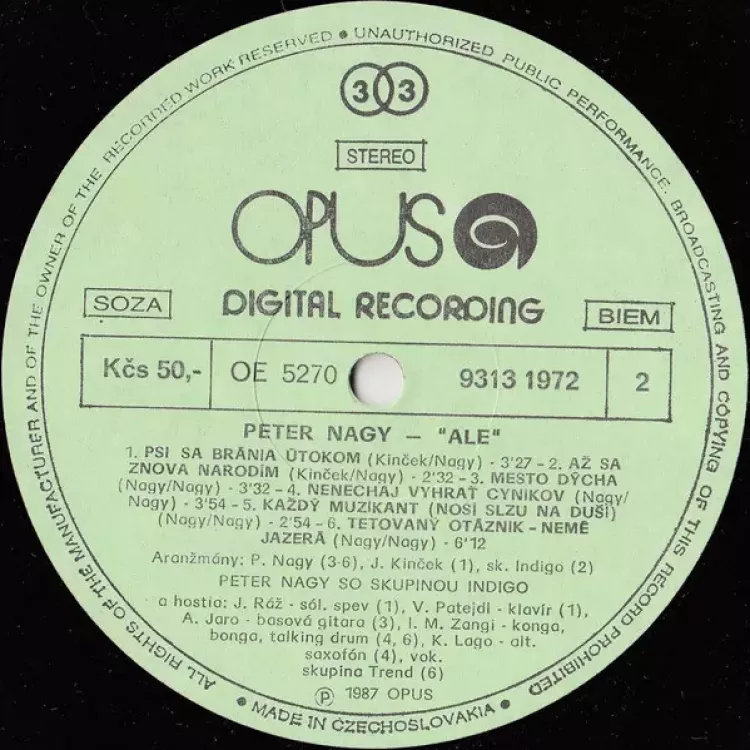 ALL RIGHTS OF THE MANUFACTURER AND OF THE OWNER OF THE RECORDED WORK RESERVED • UNAUTHORIZED PUBLIC PERFORMANCE, BROADCASTING AND COPYING OF THIS RECORD PROHIBITED
33
STEREO
OPUS
SOZA
DIGITAL RECORDING
BIEM
Kčs 50,-
OE 5270
9313 1972
2
PETER NAGY – "ALE"
1. PSI SA BRÁNIA ÚTOKOM (Kinček/Nagy) - 3'27 - 2. AŽ SA
ZNOVA NARODÍM (Kinček/Nagy) - 2'32 - 3. MESTO DÝCHA
(Nagy/Nagy) - 3'32 - 4. NENECHAJ VYHRAŤ CYNIKOV (Nagy/
Nagy) - 3'54 - 5. KAŽDÝ MUZIKANT (NOSÍ SLZU NA DUŠI)
(Nagy/Nagy) - 2'54 - 6. TETOVANÝ OTÁZNIK - NEMÉ
JAZERÁ (Nagy/Nagy) - 6'12
Aranžmány: P. Nagy (3-6), J. Kinček (1), sk. Indigo (2)
PETER NAGY SO SKUPINOU INDIGO
a hostia: J. Ráž - sól. spev (1), V. Patejdl - klavír (1),
A. Jaro - basová gitara (3), I. M. Zangi - konga,
bonga, talking drum (4, 6), K. Lago - alt.
saxofón (4), vok.
skupina Trend (6)
Ⓟ 1987 OPUS
• MADE IN CZECHOSLOVAKIA •